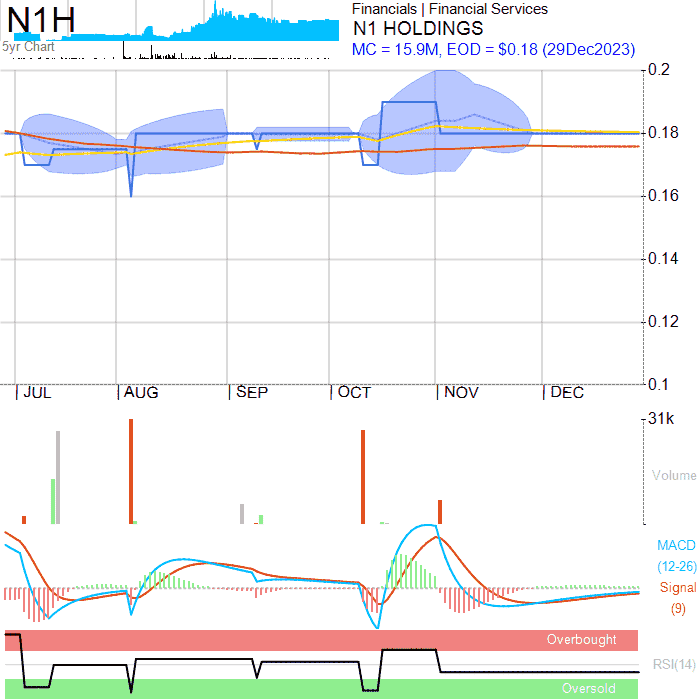 N1H
5yr Chart
Financials | Financial Services
N1 HOLDINGS
MC = 15.9M, EOD = $0.18 (29Dec2023)
0.2
0.18
0.16
0.14
0.12
0.1
JUL AUG SEP OCT NOV DEC
31k
Volume
MACD
(12-26)
Signal
(9)
Overbought
RSI(14)
Oversold